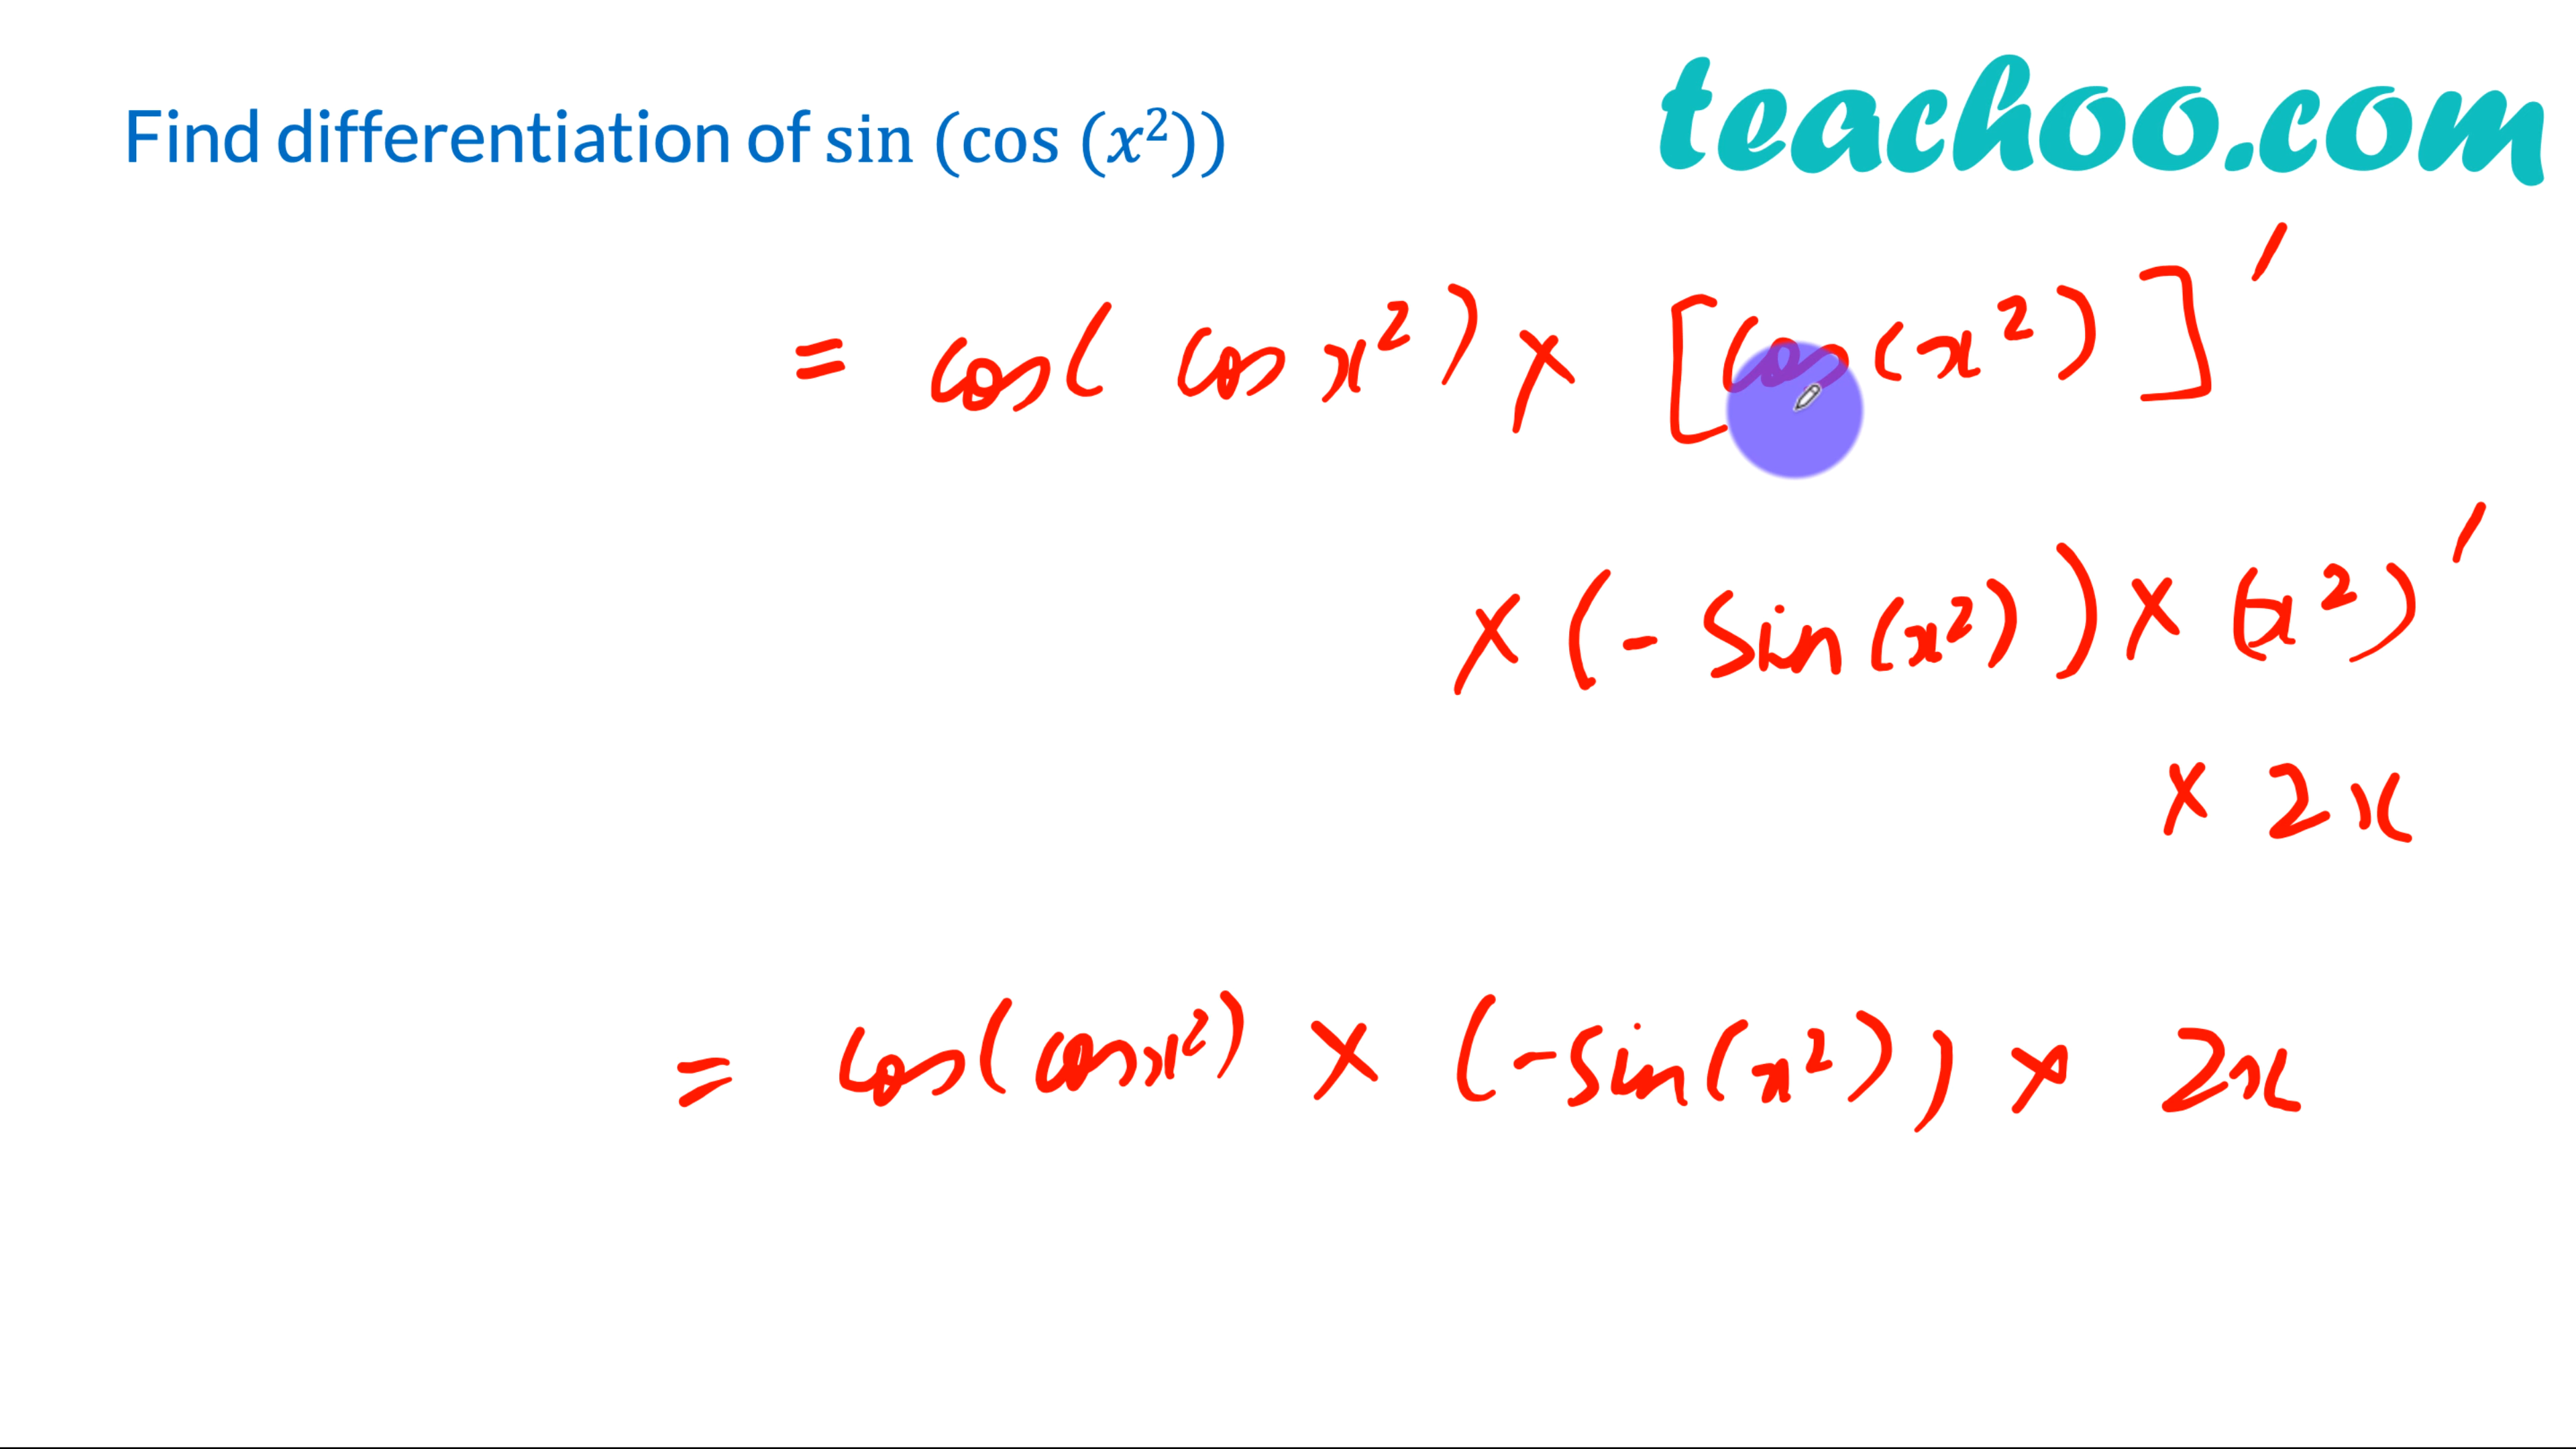 teachoo.com
Find differentiation of sin (cos (x²))
= cos( cos x²) × [cos(x²)]′
× (- sin(x²)) × (x²)′
× 2x
= cos(cos x²) × (-sin(x²)) × 2x